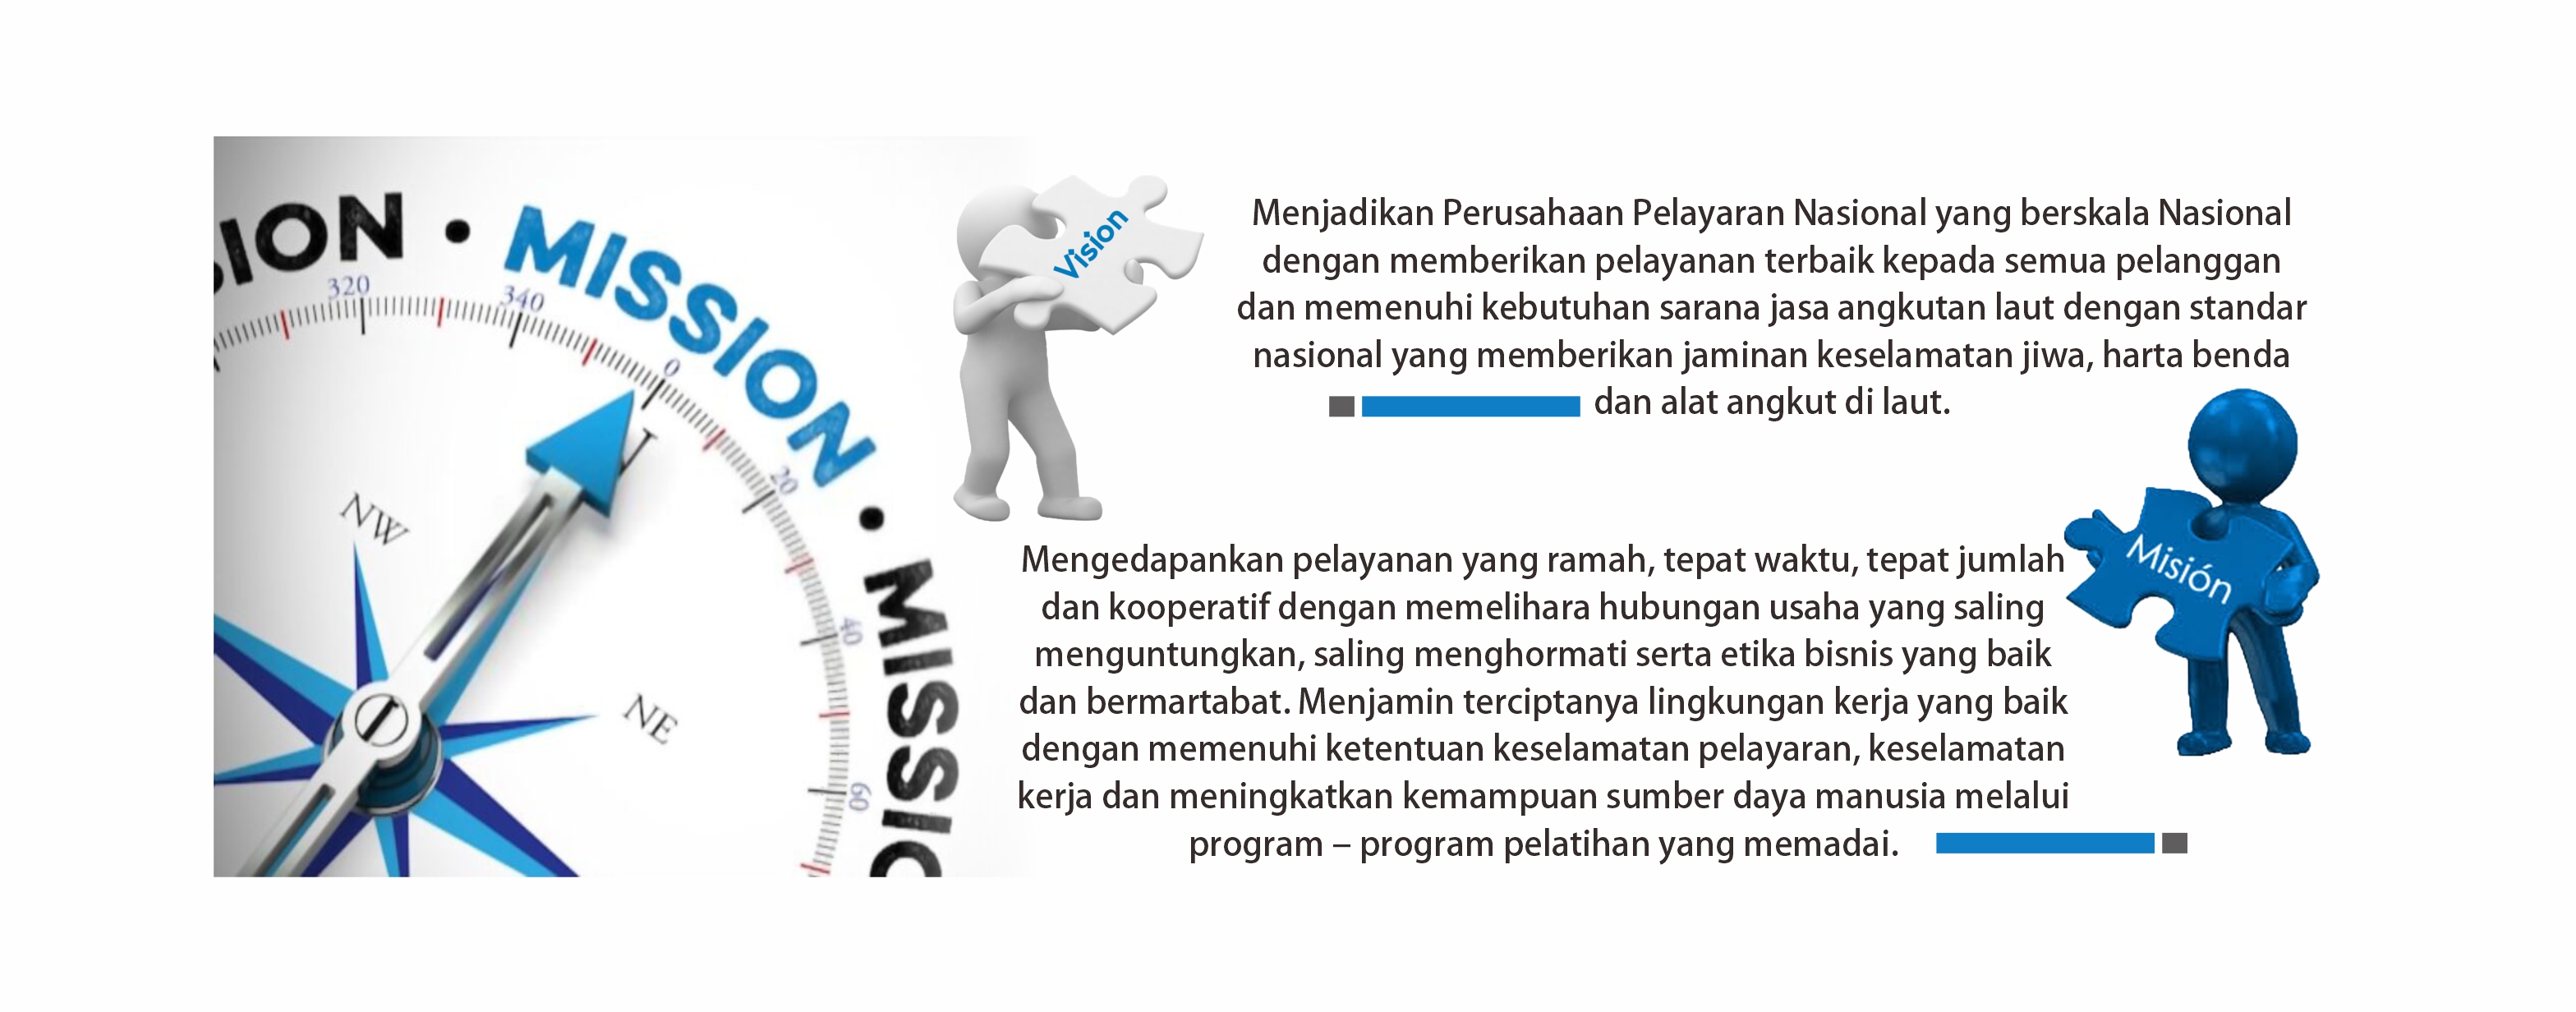 ION • MISSION • MISSIO
320
340
0
20
40
60
NW
NE
Vision
Menjadikan Perusahaan Pelayaran Nasional yang berskala Nasional
dengan memberikan pelayanan terbaik kepada semua pelanggan
dan memenuhi kebutuhan sarana jasa angkutan laut dengan standar
nasional yang memberikan jaminan keselamatan jiwa, harta benda
dan alat angkut di laut.
Misión
Mengedapankan pelayanan yang ramah, tepat waktu, tepat jumlah
dan kooperatif dengan memelihara hubungan usaha yang saling
menguntungkan, saling menghormati serta etika bisnis yang baik
dan bermartabat. Menjamin terciptanya lingkungan kerja yang baik
dengan memenuhi ketentuan keselamatan pelayaran, keselamatan
kerja dan meningkatkan kemampuan sumber daya manusia melalui
program – program pelatihan yang memadai.